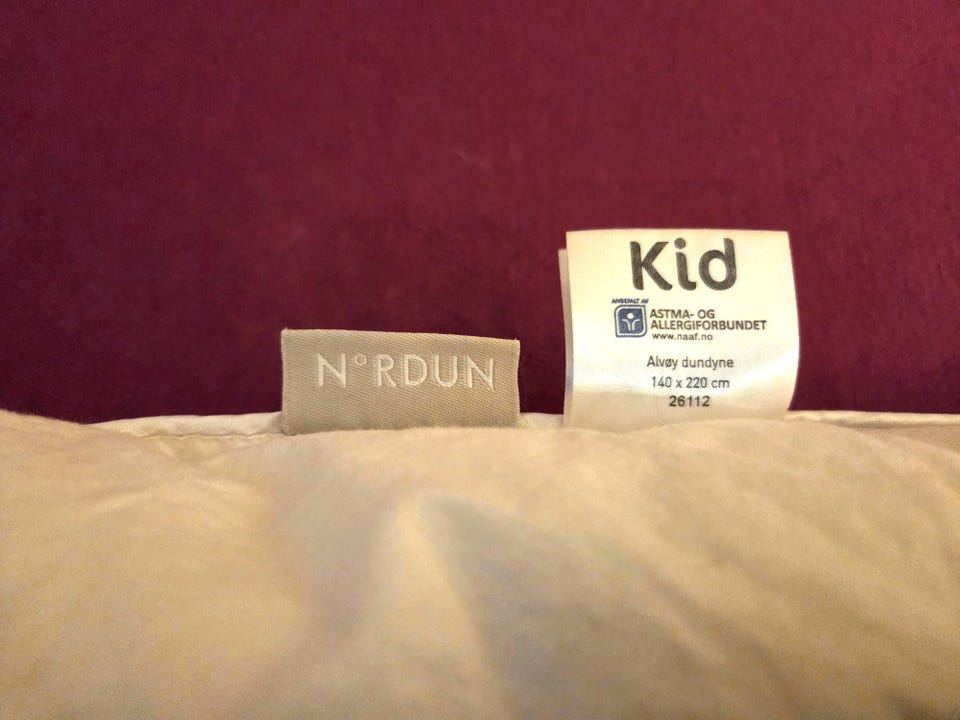 N°RDUN
Kid
ANBEFALT AV
ASTMA- OG
ALLERGIFORBUNDET
www.naaf.no
Alvøy dundyne
140 x 220 cm
26112